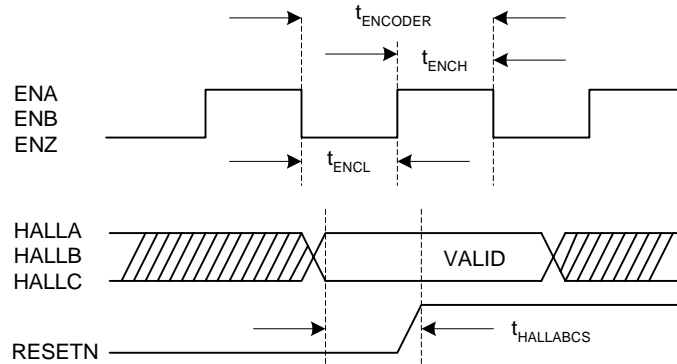 tENCODER
tENCH
ENA
ENB
ENZ
tENCL
HALLA
HALLB
HALLC
VALID
tHALLABCS
RESETN